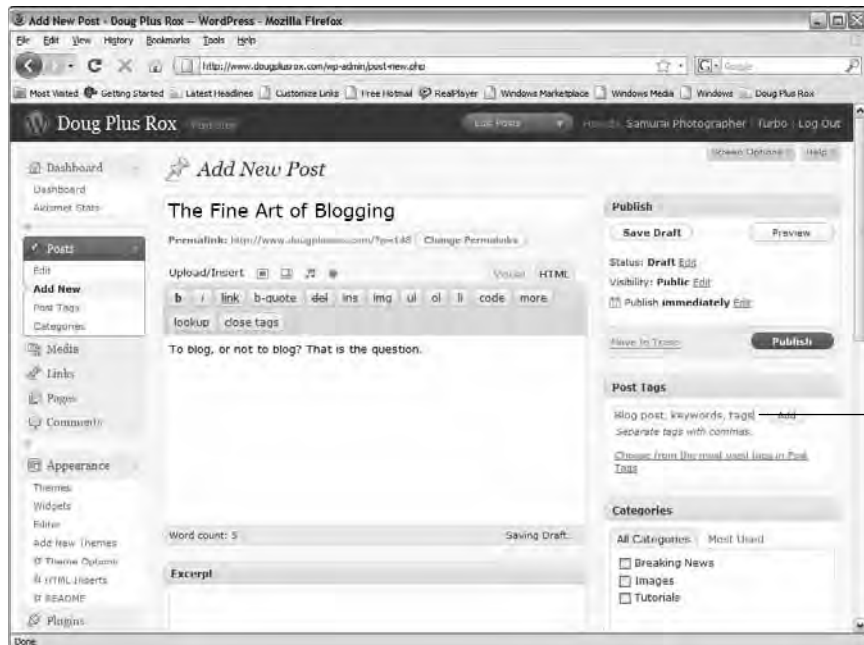 Add New Post - Doug Plus Rox — WordPress - Mozilla Firefox
File Edit View History Bookmarks Tools Help
http://www.dougplusrox.com/wp-admin/post-new.php
Google
Most Visited Getting Started Latest Headlines Customize Links Free Hotmail RealPlayer Windows Marketplace Windows Media Windows Doug Plus Rox
Doug Plus Rox
Samurai Photographer Turbo Log Out
Screen Options Help
Dashboard
Dashboard
Akismet Stats
Posts
Edit
Add New
Post Tags
Categories
Media
Links
Pages
Comments
Appearance
Themes
Widgets
Editor
Add New Themes
Theme Options
HTML Inserts
README
Plugins
Add New Post
The Fine Art of Blogging
Permalink: http://www.dougplusrox.com/?p=148 Change Permalinks
Upload/Insert Visual HTML
b i link b-quote del ins img ul ol li code more
lookup close tags
To blog, or not to blog? That is the question.
Word count: 5 Saving Draft...
Excerpt
Publish
Save Draft Preview
Status: Draft Edit
Visibility: Public Edit
Publish immediately Edit
Move to Trash Publish
Post Tags
Blog post, keywords, tags Add
Separate tags with commas.
Choose from the most used tags in Post
Tags
Categories
All Categories Most Used
Breaking News
Images
Tutorials
Done